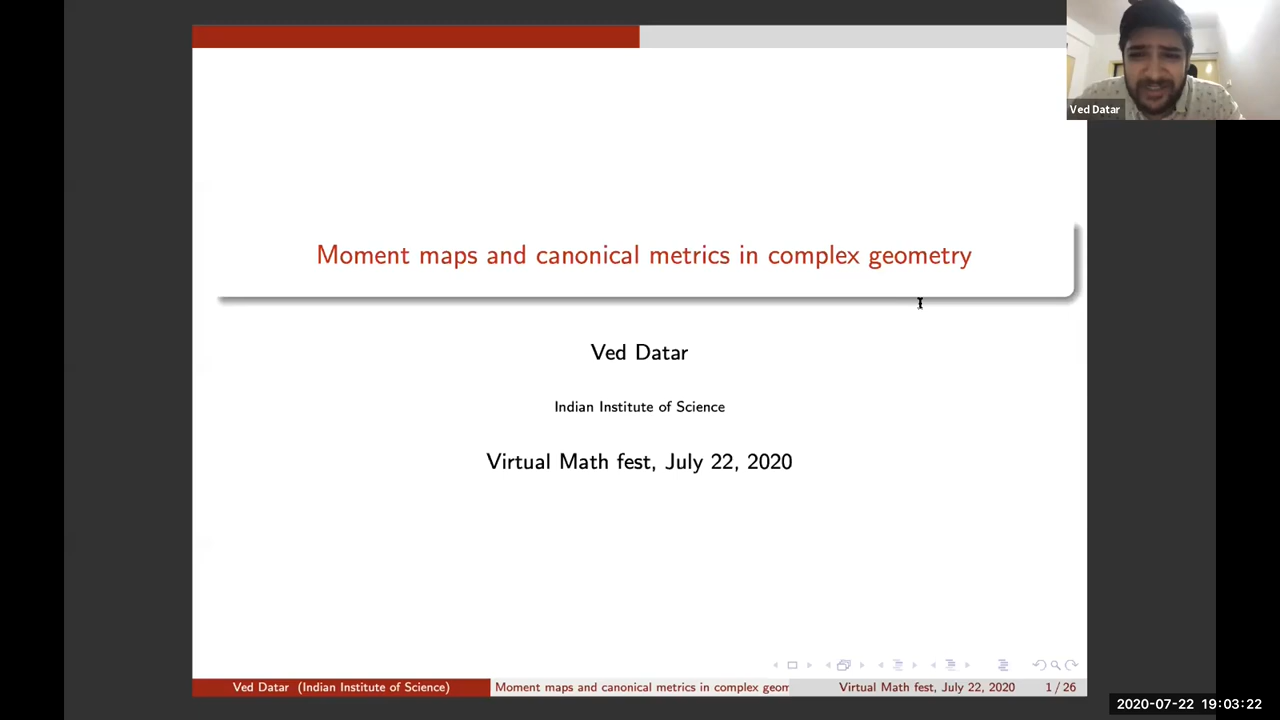 Ved Datar
Moment maps and canonical metrics in complex geometry
Ved Datar
Indian Institute of Science
Virtual Math fest, July 22, 2020
Ved Datar (Indian Institute of Science)
Moment maps and canonical metrics in complex geom
Virtual Math fest, July 22, 2020
1 / 26
2020-07-22 19:03:22